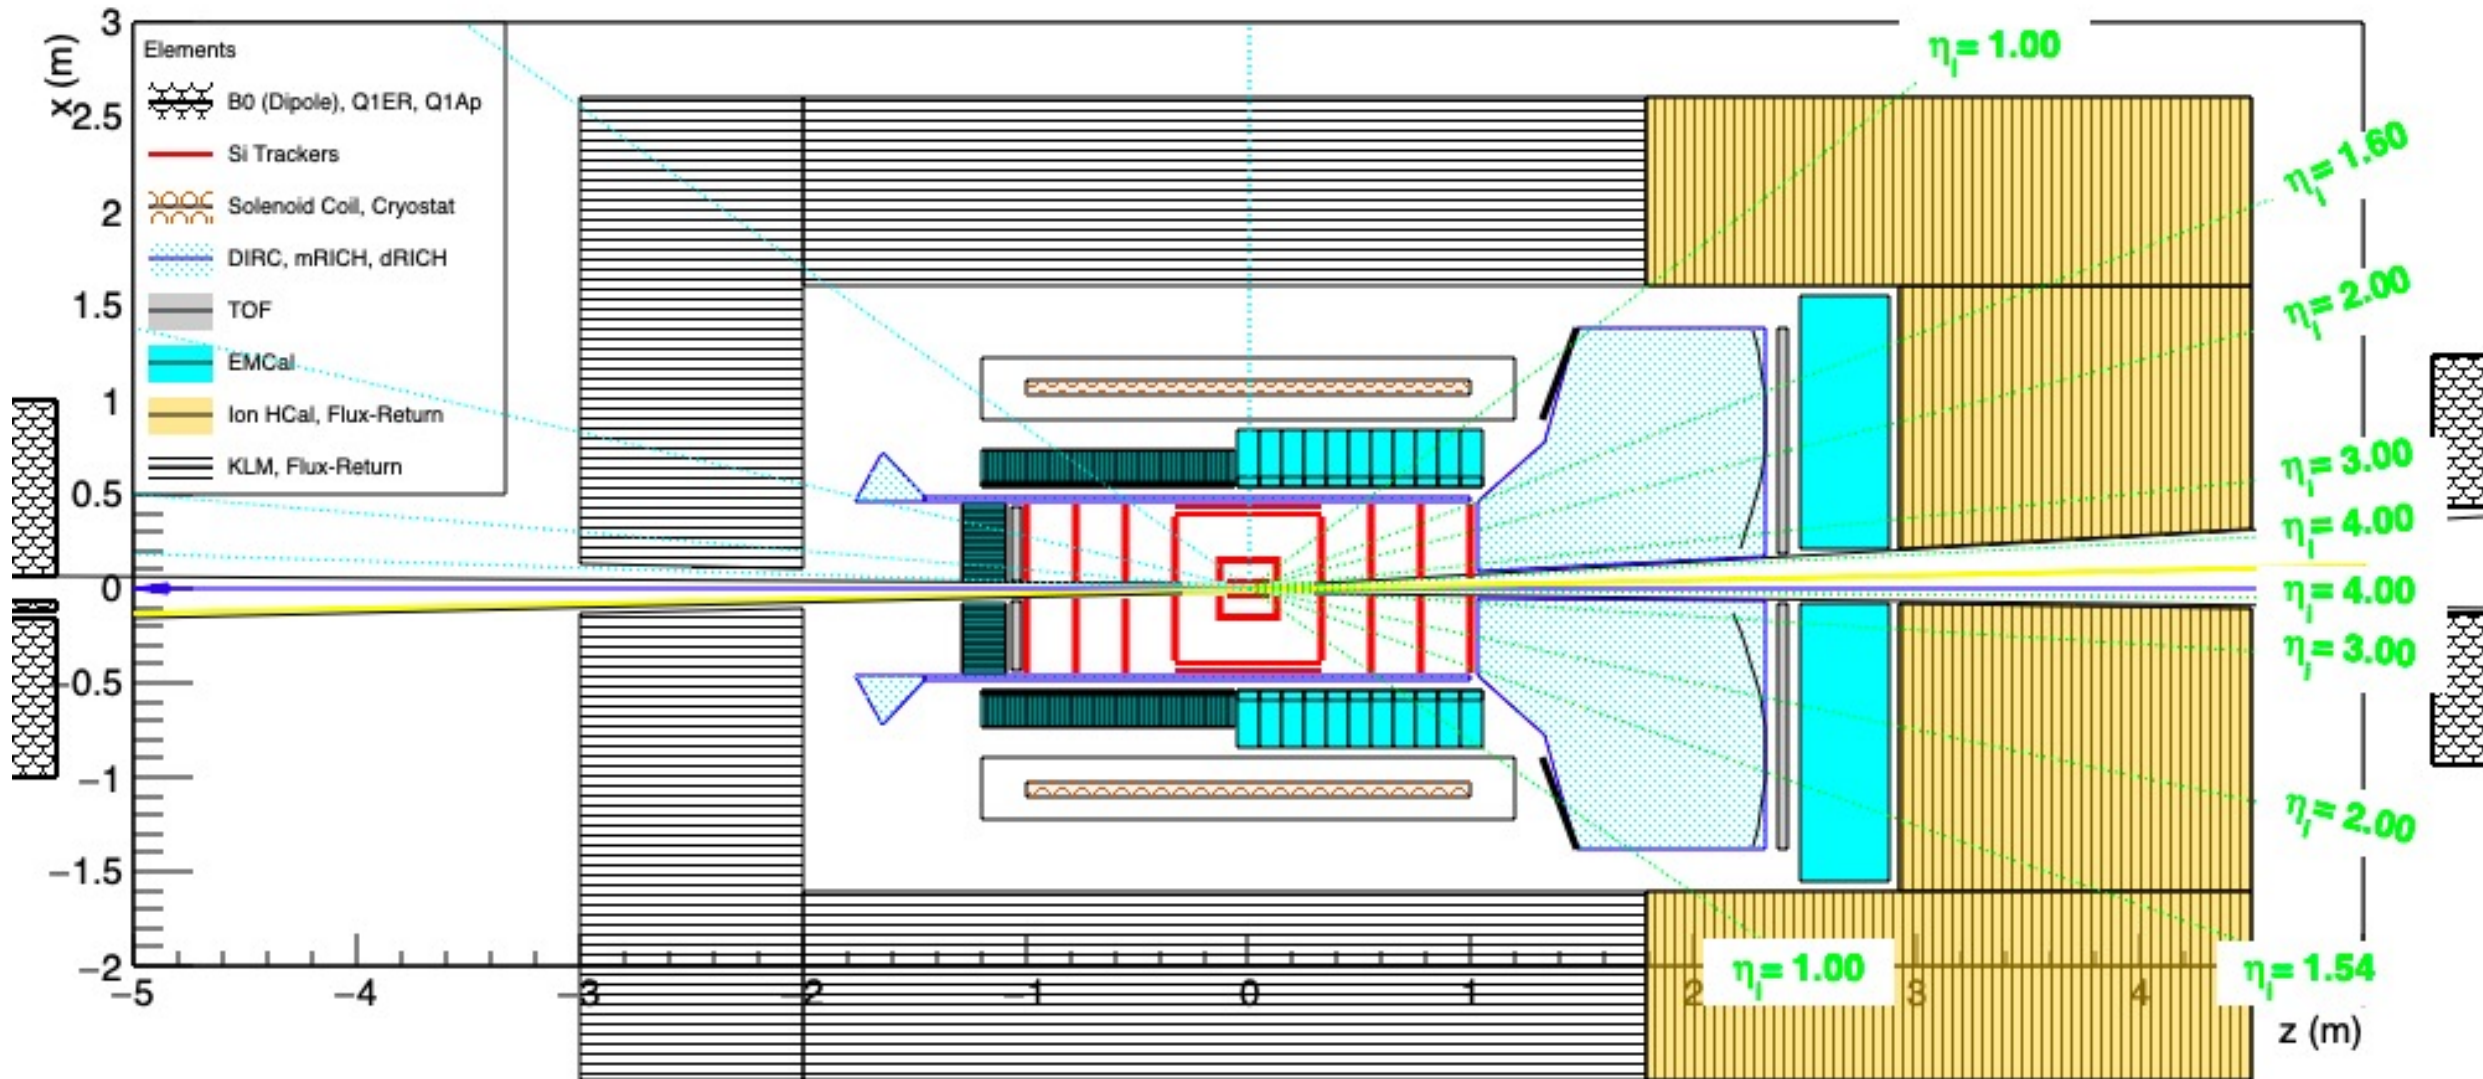 3
x (m)
2.5
2
1.5
1
0.5
0
−0.5
−1
−1.5
−2
Elements
B0 (Dipole), Q1ER, Q1Ap
Si Trackers
Solenoid Coil, Cryostat
DIRC, mRICH, dRICH
TOF
EMCal
Ion HCal, Flux-Return
KLM, Flux-Return
ηᵢ= 1.00
ηᵢ= 1.60
ηᵢ= 2.00
ηᵢ= 3.00
ηᵢ= 4.00
ηᵢ= 4.00
ηᵢ= 3.00
ηᵢ= 2.00
ηᵢ= 1.00
ηᵢ= 1.54
−5 −4 −3 −2 −1 0 1 2 3 4
z (m)